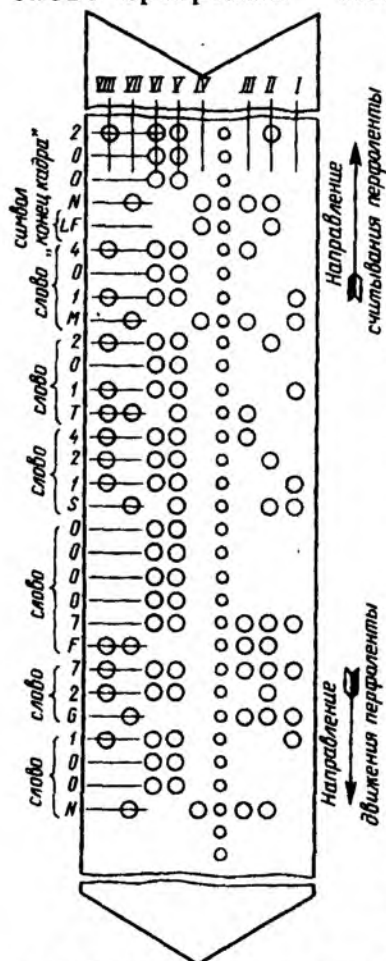 VIII VII VI V IV III II I
2
0
0
N
LF
4
0
1
M
2
0
1
T
4
2
1
S
0
0
0
0
7
F
7
2
G
1
0
0
N
символ
„конец кадра"
слово
слово
слово
слово
слово
слово
Направление
считывания перфоленты
Направление
движения перфоленты